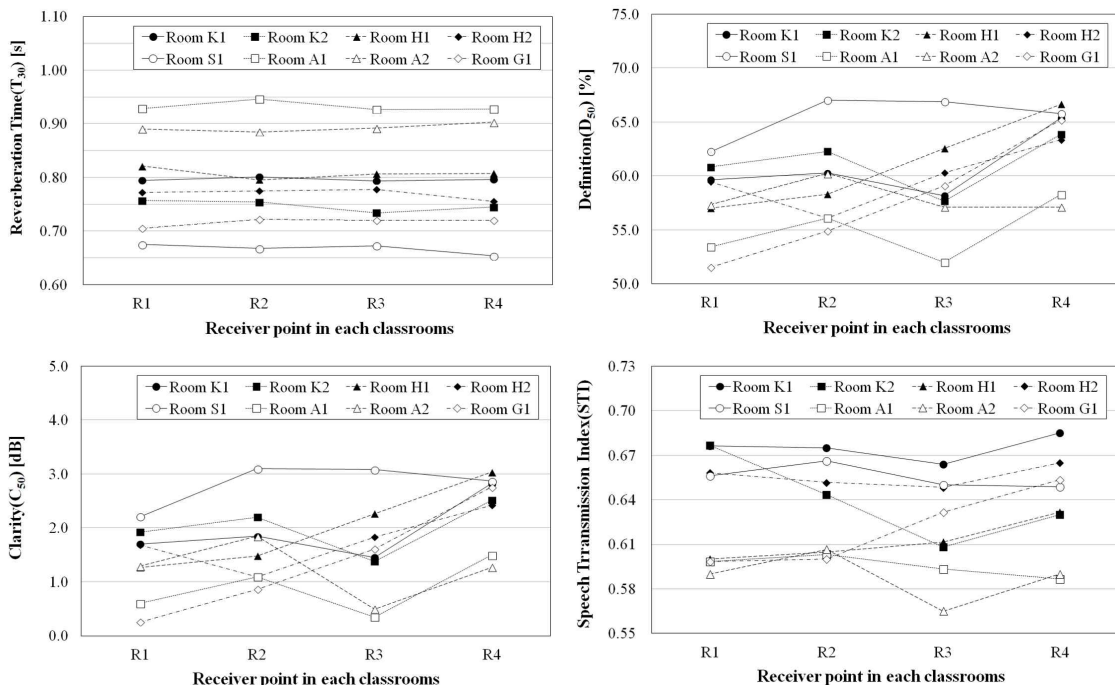 1.10
1.00
0.90
0.80
0.70
0.60
Reverberation Time(T30) [s]
Room K1 Room K2 Room H1 Room H2
Room S1 Room A1 Room A2 Room G1
R1 R2 R3 R4
Receiver point in each classrooms
75.0
70.0
65.0
60.0
55.0
50.0
Definition(D50) [%]
Room K1 Room K2 Room H1 Room H2
Room S1 Room A1 Room A2 Room G1
R1 R2 R3 R4
Receiver point in each classrooms
5.0
4.0
3.0
2.0
1.0
0.0
Clarity(C50) [dB]
Room K1 Room K2 Room H1 Room H2
Room S1 Room A1 Room A2 Room G1
R1 R2 R3 R4
Receiver point in each classrooms
0.73
0.70
0.67
0.64
0.61
0.58
0.55
Speech Trransmission Index(STI)
Room K1 Room K2 Room H1 Room H2
Room S1 Room A1 Room A2 Room G1
R1 R2 R3 R4
Receiver point in each classrooms